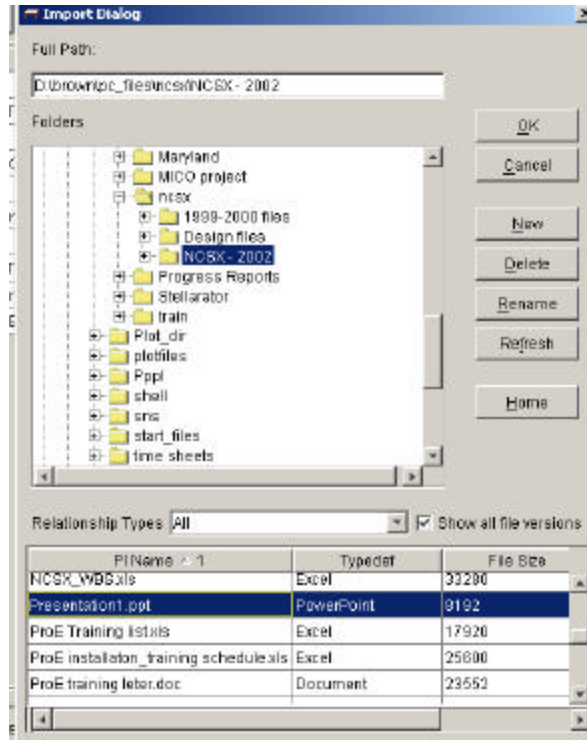 Import Dialog
Full Path:
D:\brown\pc_files\ncsx\NCSX - 2002
Folders
OK
Cancel
New
Delete
Rename
Refresh
Home
Maryland
MICO project
ncsx
1999-2000 files
Design files
NCSX - 2002
Progress Reports
Stellarator
train
Plot_dir
plotfiles
Pppl
shell
sns
start_files
time sheets
Relationship Types All
Show all file versions
PI Name 1 Typedef File Size
NCSX_WBS.xls Excel 33280
Presentation1.ppt PowerPoint 8192
ProE Training list.xls Excel 17920
ProE installaton_training schedule.xls Excel 25600
ProE training leter.doc Document 23552